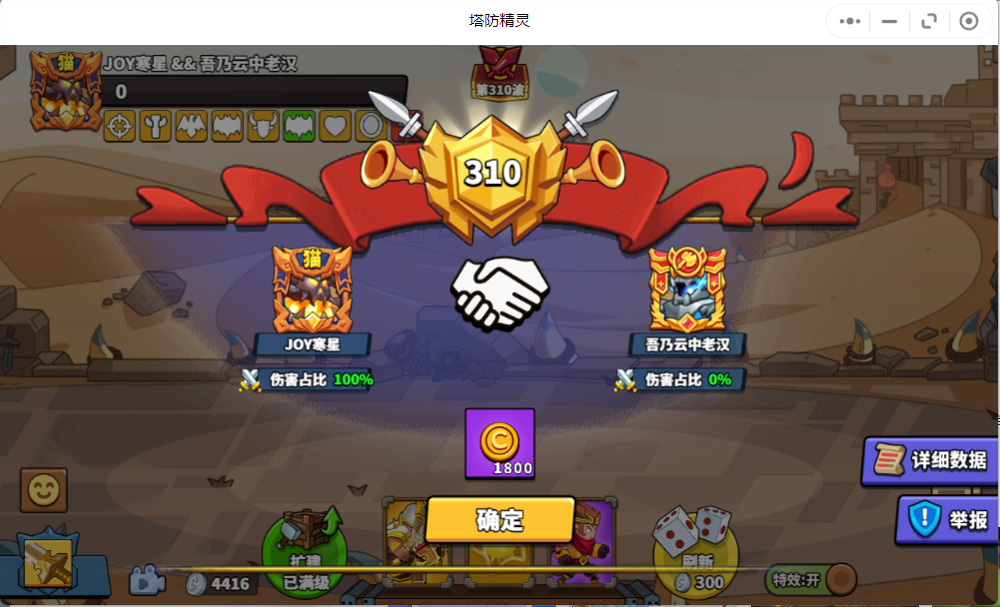 塔防精灵
猫
JOY寒星 && 吾乃云中老汉
0
第310波
310
猫
JOY寒星
吾乃云中老汉
伤害占比 100%
伤害占比 0%
1800
详细数据
确定
举报
扩建
已满级
刷新
4416
300
特效:开